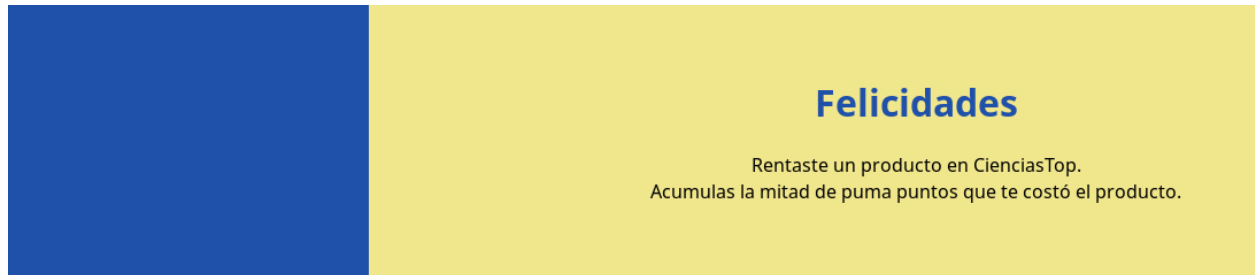 Felicidades
Rentaste un producto en CienciasTop.
Acumulas la mitad de puma puntos que te costó el producto.